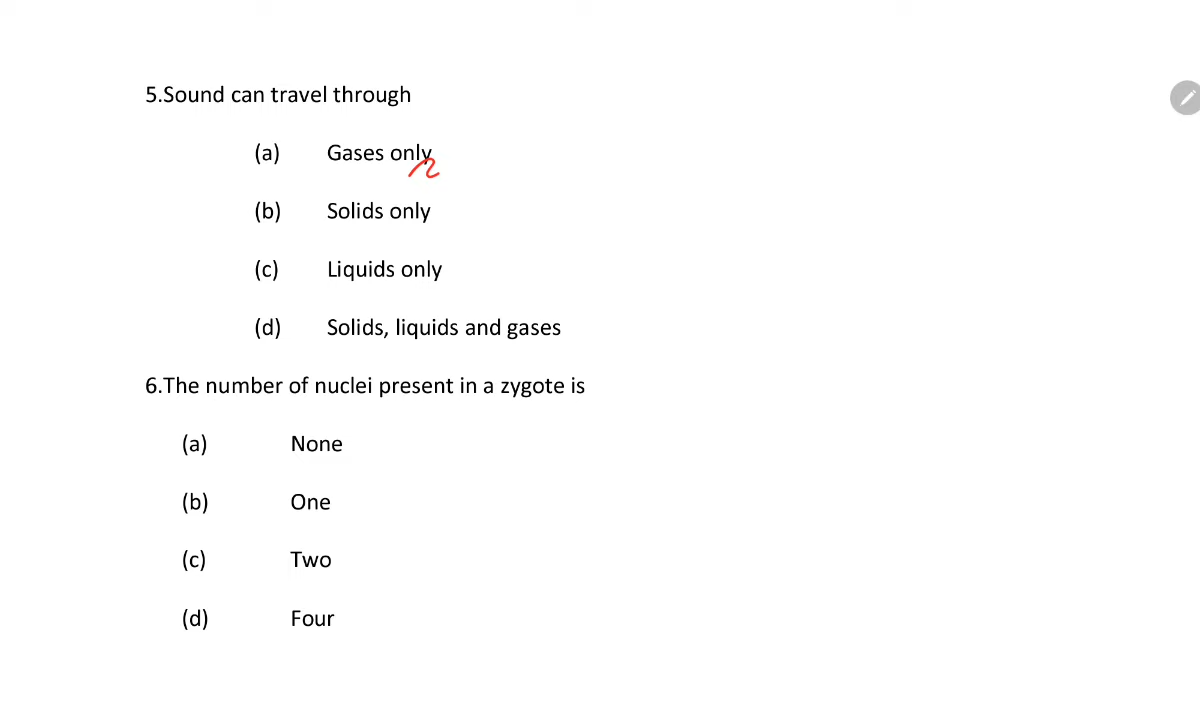 5.Sound can travel through
(a) Gases only
(b) Solids only
(c) Liquids only
(d) Solids, liquids and gases
6.The number of nuclei present in a zygote is
(a) None
(b) One
(c) Two
(d) Four